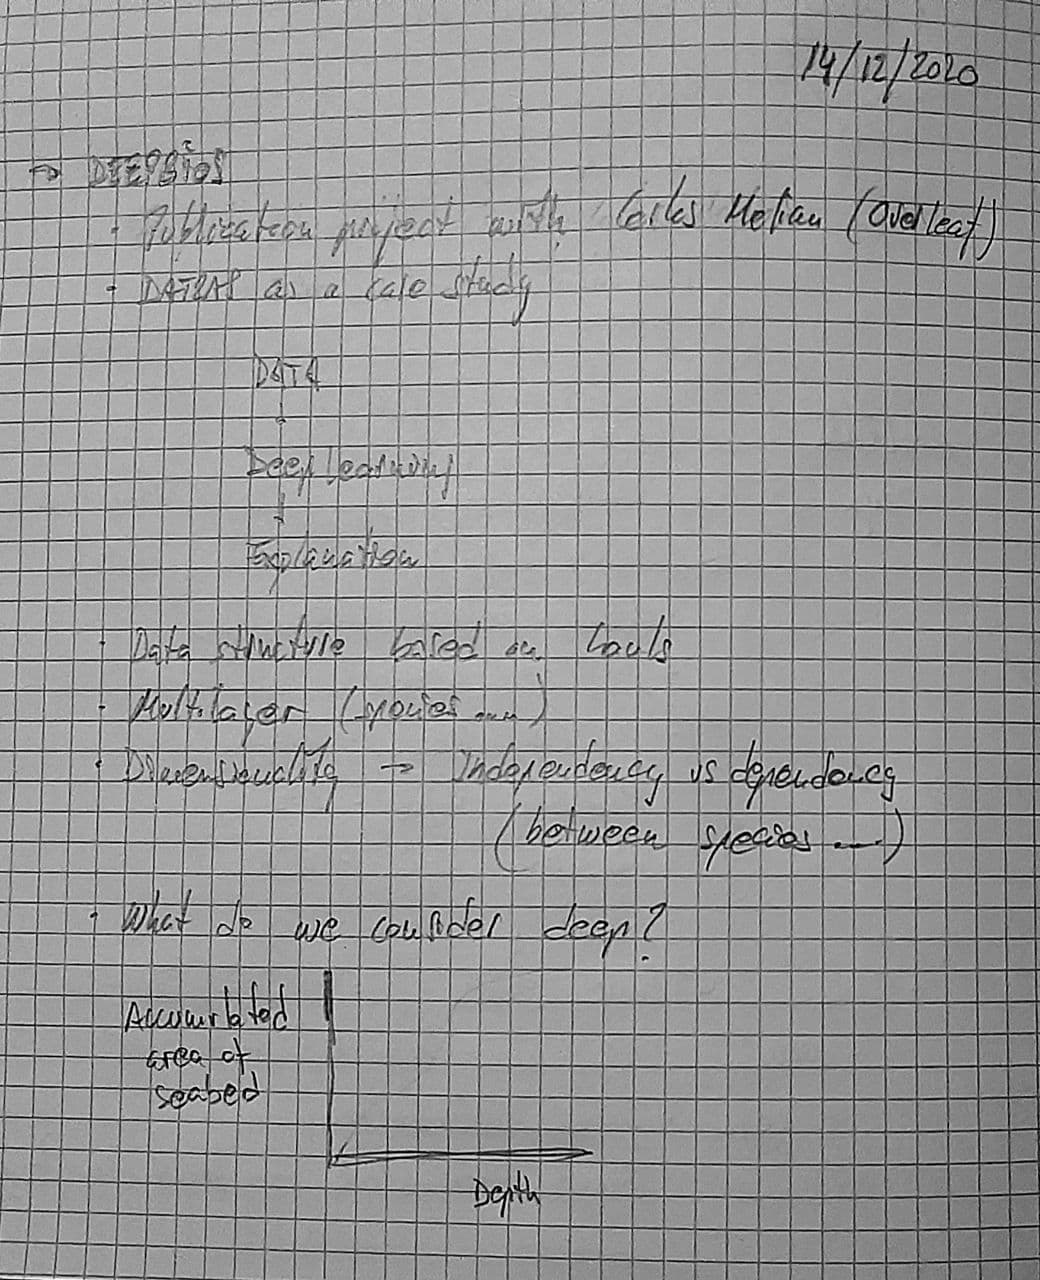 14/12/2020
→ DEEPBIOS
· Publication project with Carlos Melian (Overleaf)
· DATRAS as a case study
DATA
↓
Deep learning
↓
Explanation
· Data structure based on hauls
· Multilayer (species ....)
· Dimensionality → Independency vs dependency
(between species ....)
· What do we consider deep?
Accumulated
area of
seabed
Depth